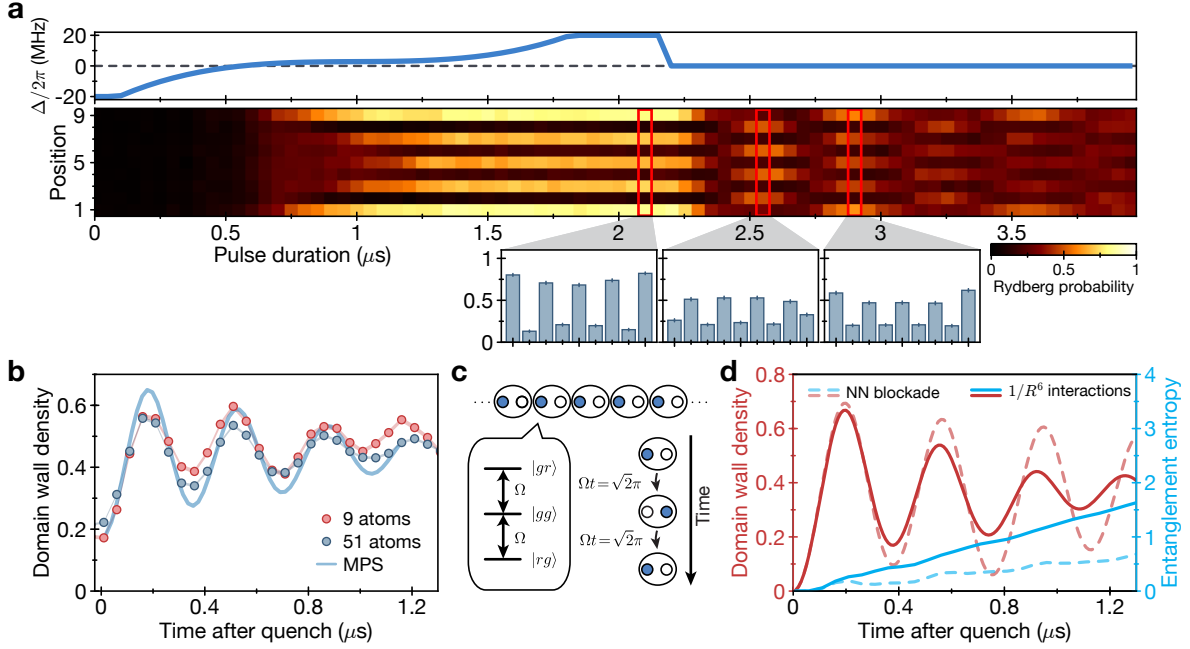 a
Δ/2π (MHz)
20
0
-20
Position
9
5
1
0 0.5 1 1.5 2 2.5 3 3.5
Pulse duration (μs)
1
0.5
0
0 0.5 1
Rydberg probability
b
Domain wall density
0.6
0.4
0.2
0
9 atoms
51 atoms
MPS
0 0.4 0.8 1.2
Time after quench (μs)
c
··· ···
|gr⟩
Ω
|gg⟩
Ω
|rg⟩
Ωt=√2π
Ωt=√2π
Time
d
NN blockade
1/R⁶ interactions
Domain wall density
0.8
0.6
0.4
0.2
0
Entanglement entropy
4
3
2
1
0
0 0.4 0.8 1.2
Time after quench (μs)